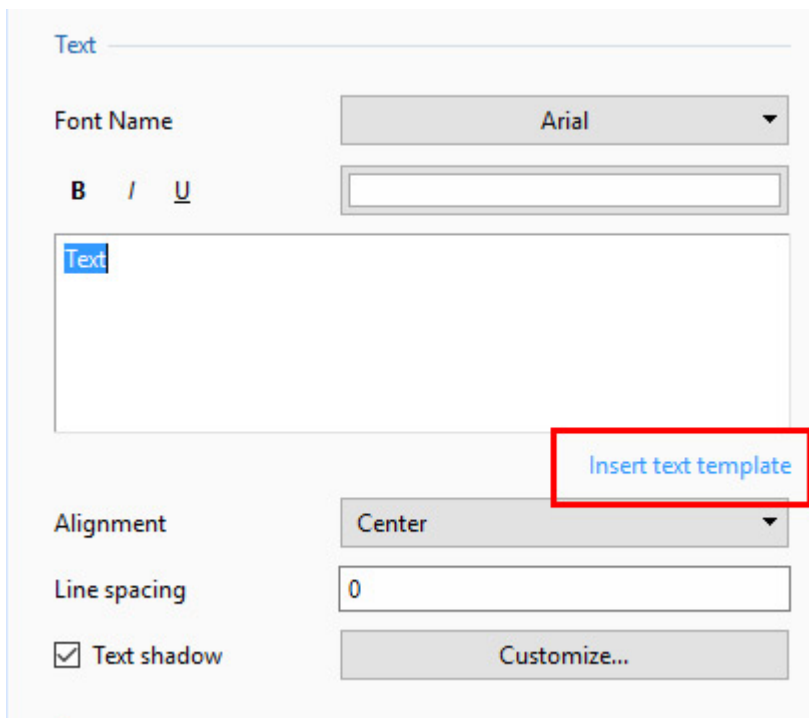 Text
Font Name Arial
B I U
Text
Insert text template
Alignment Center
Line spacing 0
Text shadow Customize...